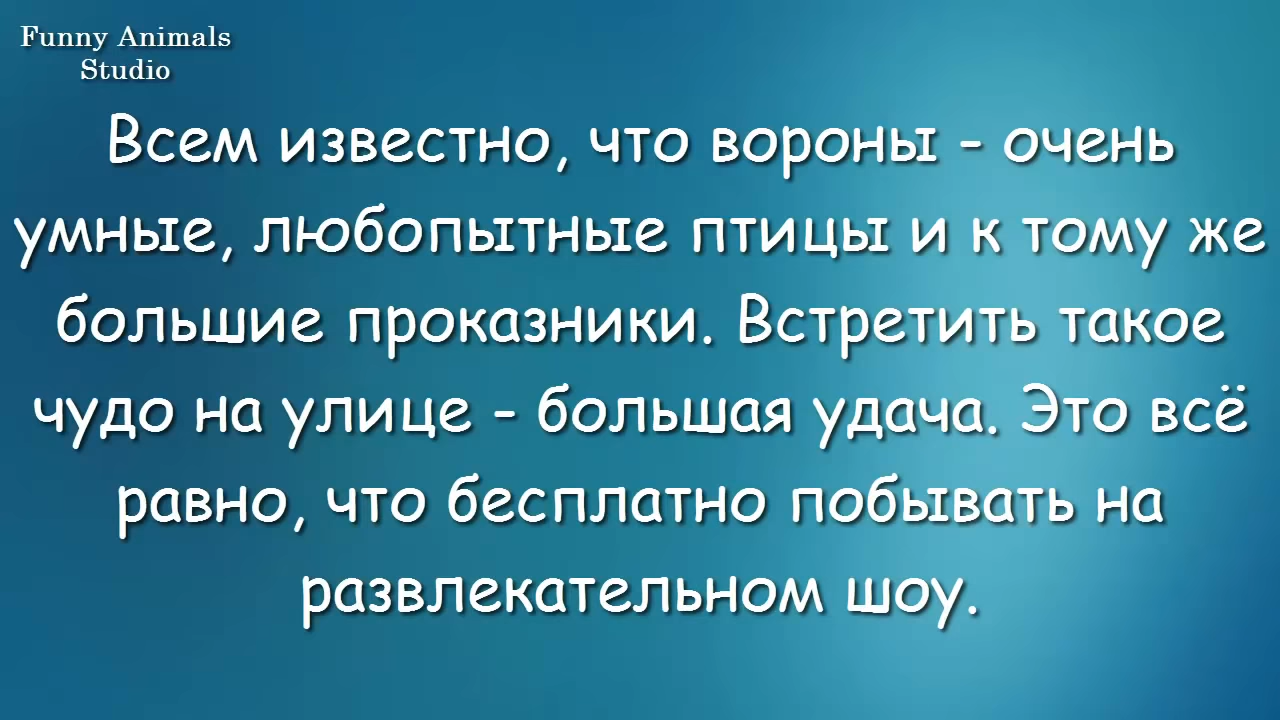 Funny Animals
Studio
Всем известно, что вороны - очень
умные, любопытные птицы и к тому же
большие проказники. Встретить такое
чудо на улице - большая удача. Это всё
равно, что бесплатно побывать на
развлекательном шоу.